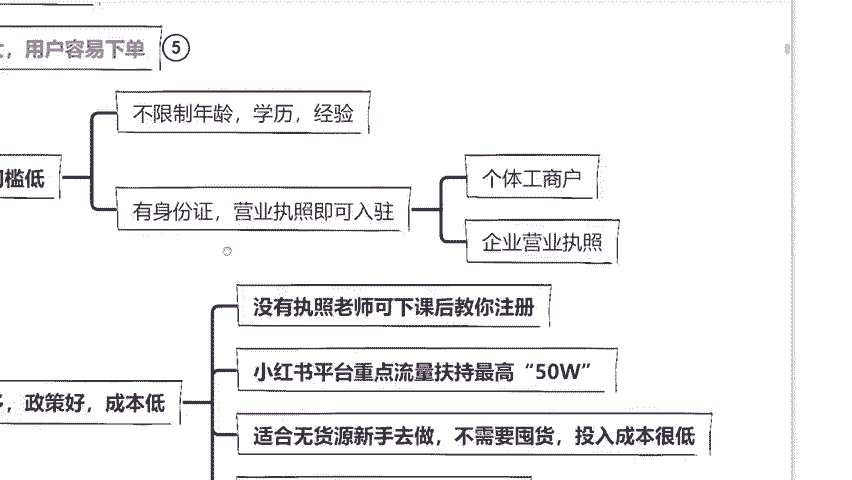 ，用户容易下单 ⑤
不限制年龄，学历，经验
槛低
有身份证，营业执照即可入驻
个体工商户
企业营业执照
没有执照老师可下课后教你注册
小红书平台重点流量扶持最高“50W”
，政策好，成本低
适合无货源新手去做，不需要囤货，投入成本很低